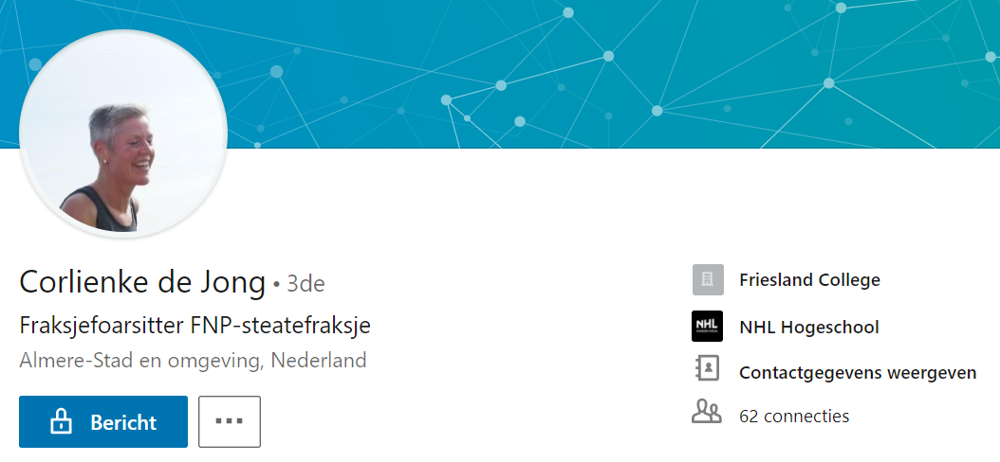 Corlienke de Jong • 3de
Fraksjefoarsitter FNP-steatefraksje
Almere-Stad en omgeving, Nederland
Bericht
Friesland College
NHL
NHL Hogeschool
Contactgegevens weergeven
62 connecties